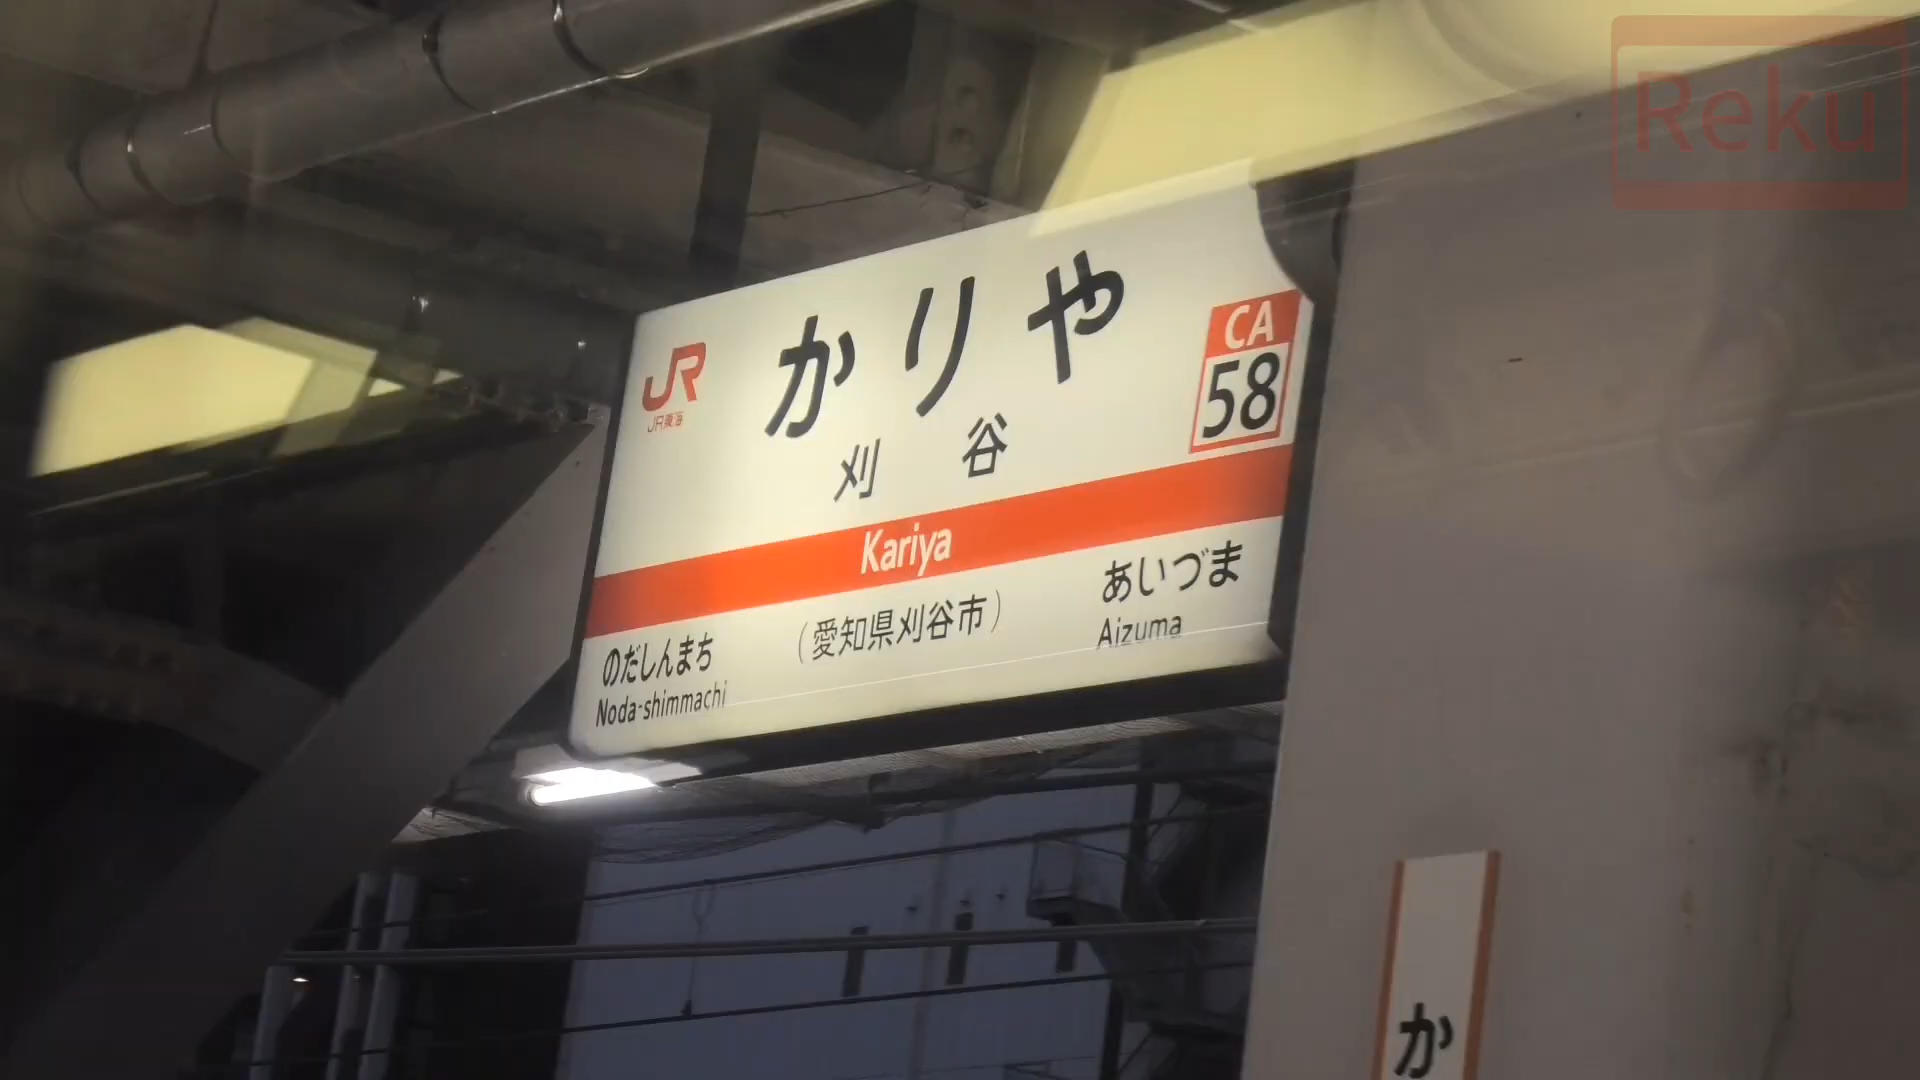 Reku
JR
JR東海
かりや
CA
58
刈谷
Kariya
(愛知県刈谷市)
のだしんまち
Noda-shimmachi
あいづま
Aizuma
か